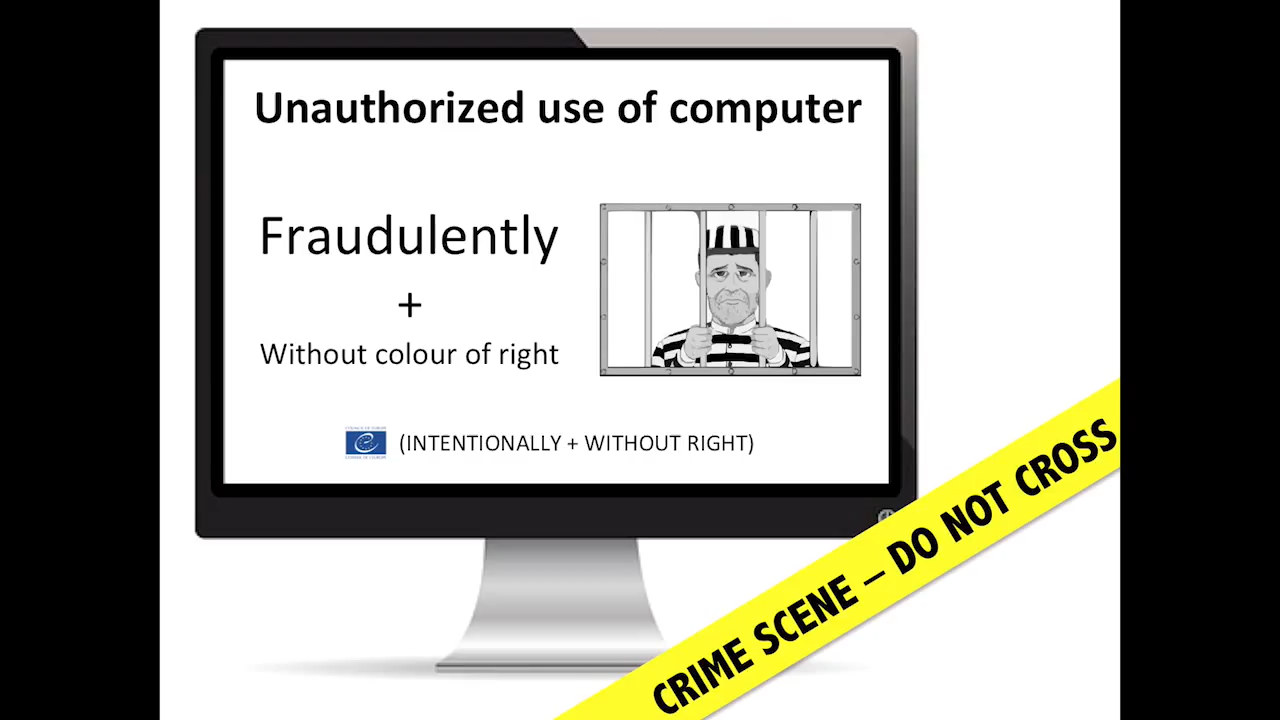 Unauthorized use of computer
Fraudulently
+
Without colour of right
(INTENTIONALLY + WITHOUT RIGHT)
CRIME SCENE – DO NOT CROSS